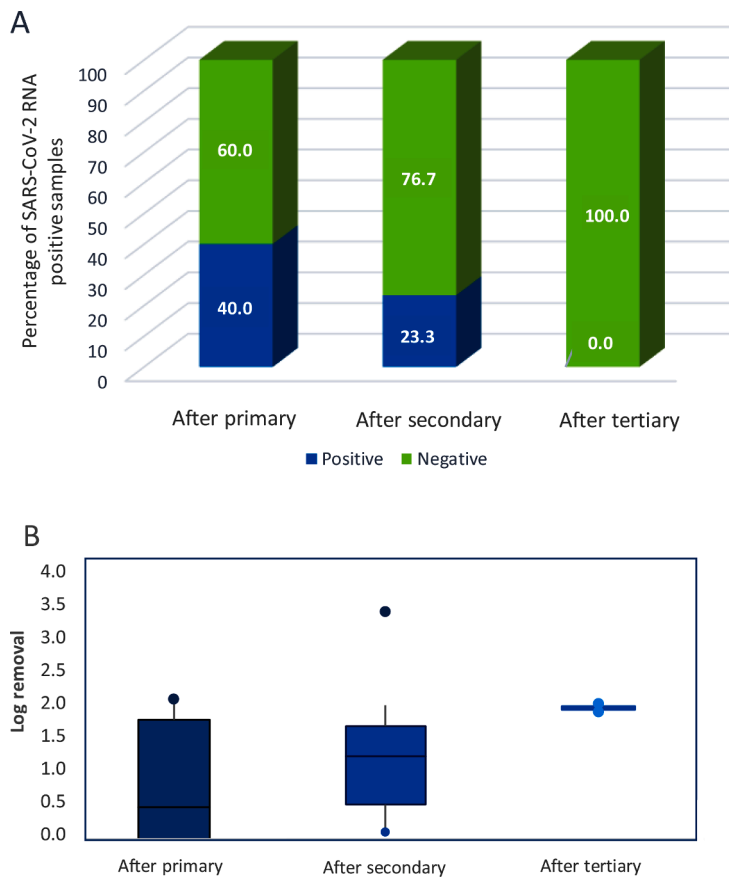 A
Percentage of SARS-CoV-2 RNA
positive samples
100
90
80
70
60
50
40
30
20
10
0
60.0
40.0
76.7
23.3
100.0
0.0
After primary
After secondary
After tertiary
Positive
Negative
B
Log removal
4.0
3.5
3.0
2.5
2.0
1.5
1.0
0.5
0.0
After primary
After secondary
After tertiary